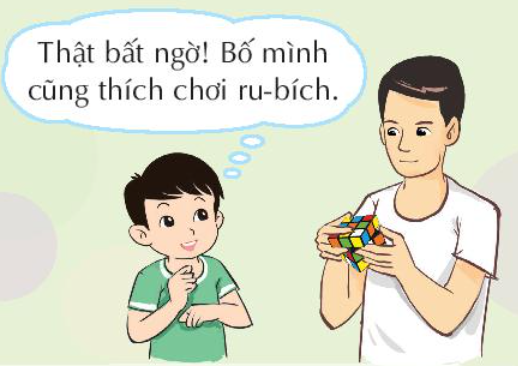 Thật bất ngờ! Bố mình
cũng thích chơi ru-bích.